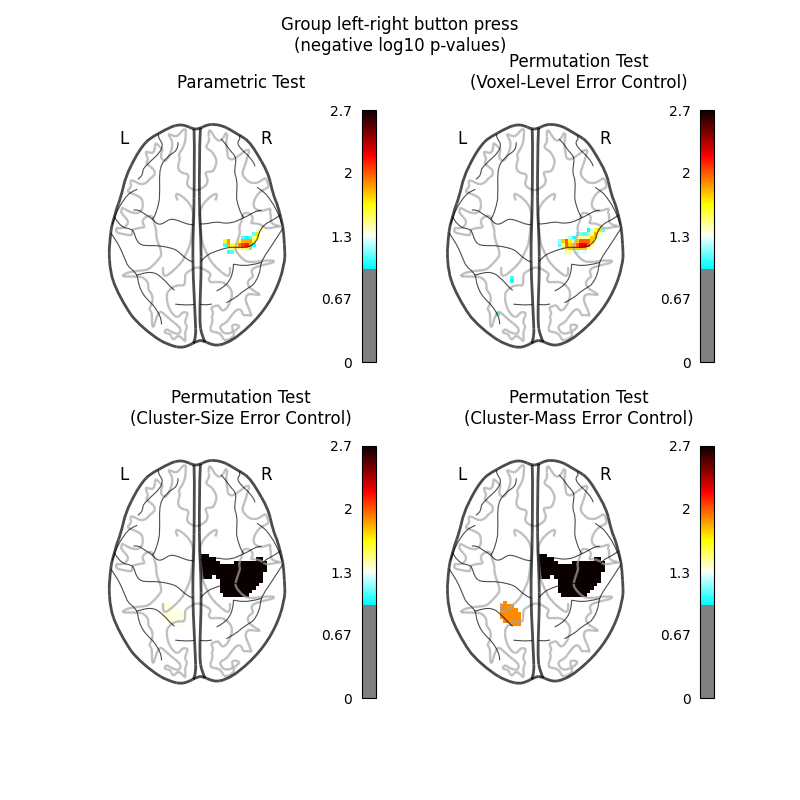 Group left-right button press
(negative log10 p-values)
Parametric Test
L
R
2.7
2
1.3
0.67
0
Permutation Test
(Voxel-Level Error Control)
L
R
2.7
2
1.3
0.67
0
Permutation Test
(Cluster-Size Error Control)
L
R
2.7
2
1.3
0.67
0
Permutation Test
(Cluster-Mass Error Control)
L
R
2.7
2
1.3
0.67
0